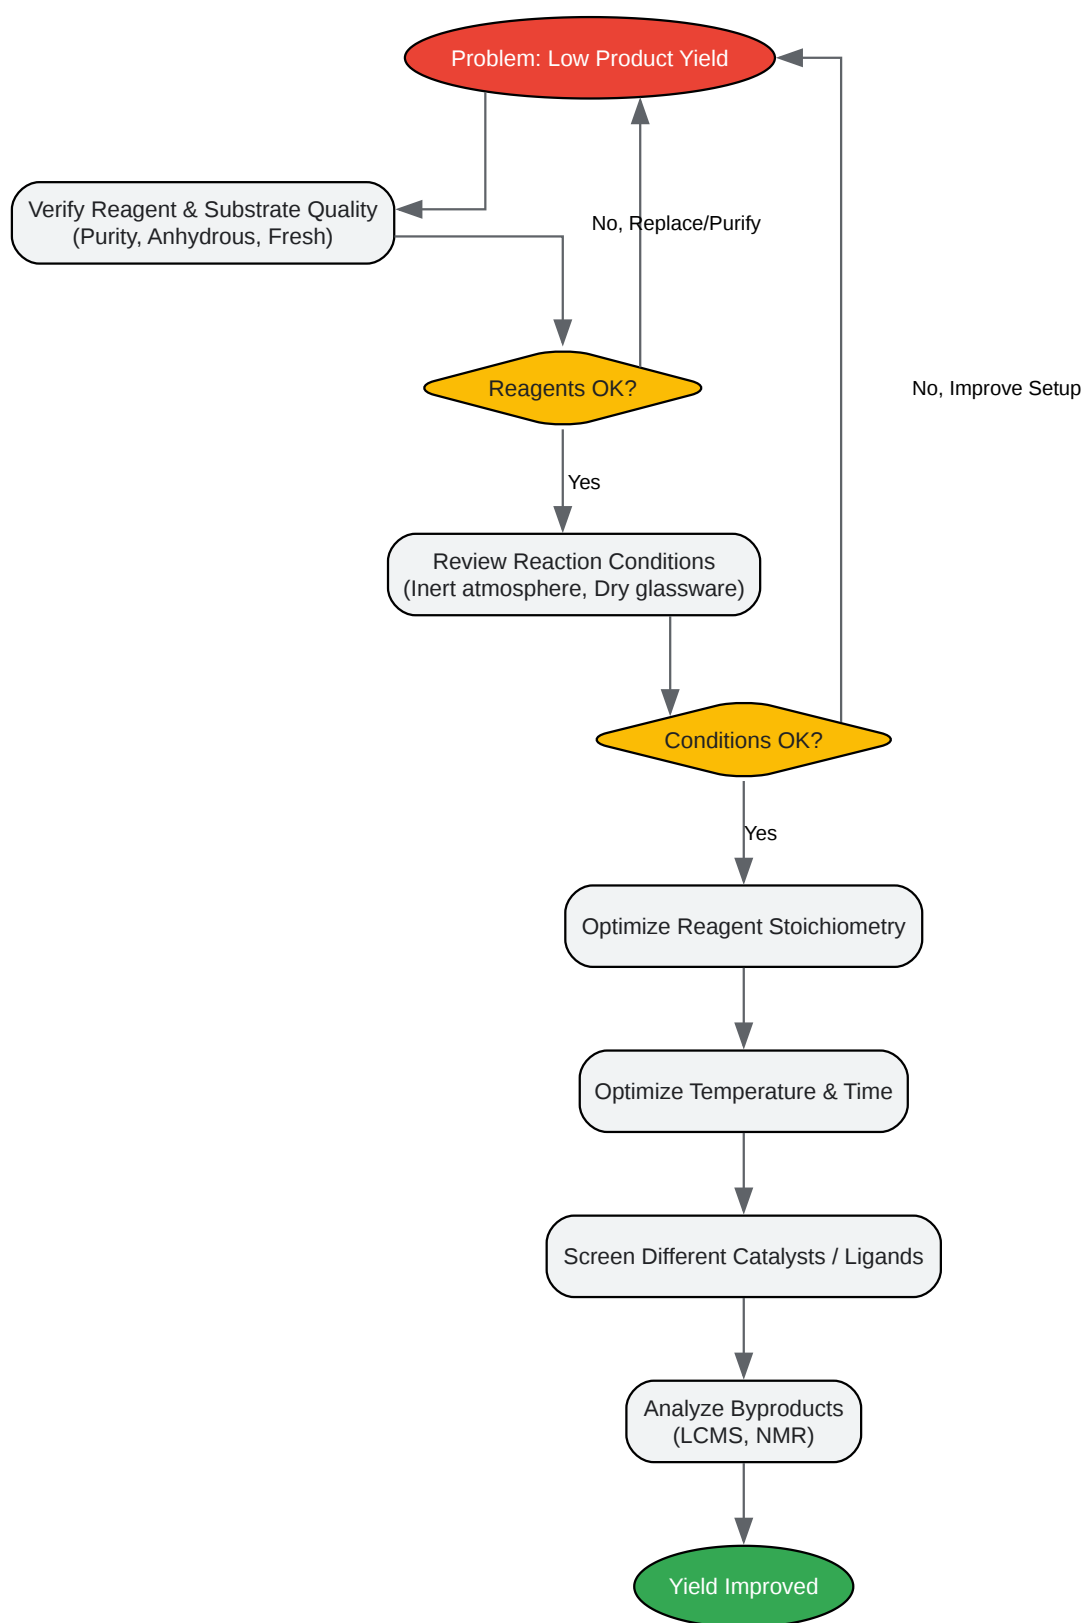 Problem: Low Product Yield
Verify Reagent & Substrate Quality
(Purity, Anhydrous, Fresh)
No, Replace/Purify
Reagents OK?
No, Improve Setup
Yes
Review Reaction Conditions
(Inert atmosphere, Dry glassware)
Conditions OK?
Yes
Optimize Reagent Stoichiometry
Optimize Temperature & Time
Screen Different Catalysts / Ligands
Analyze Byproducts
(LCMS, NMR)
Yield Improved